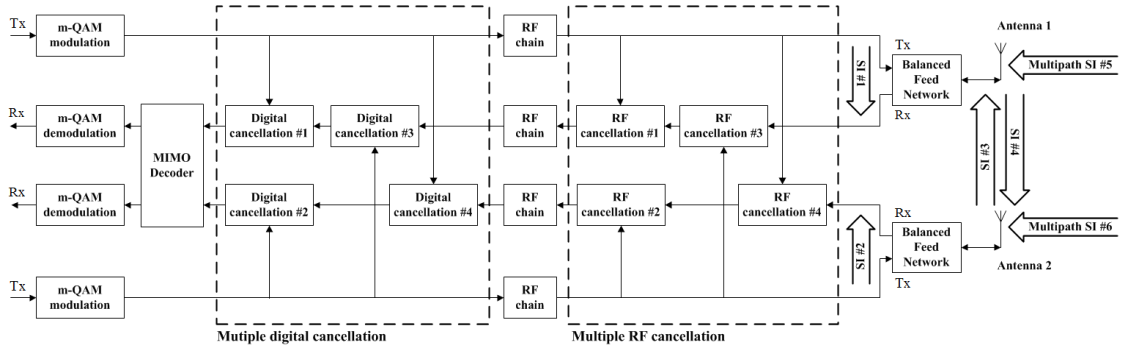 Tx
m-QAM
modulation
RF
chain
Tx
Balanced
Feed
Network
Rx
SI #1
Antenna 1
Multipath SI #5
Rx
m-QAM
demodulation
MIMO
Decoder
Digital
cancellation #1
Digital
cancellation #3
RF
chain
RF
cancellation #1
RF
cancellation #3
SI #3
SI #4
Rx
m-QAM
demodulation
Digital
cancellation #2
Digital
cancellation #4
RF
chain
RF
cancellation #2
RF
cancellation #4
SI #2
Rx
Balanced
Feed
Network
Tx
Multipath SI #6
Antenna 2
Tx
m-QAM
modulation
RF
chain
Mutiple digital cancellation
Multiple RF cancellation